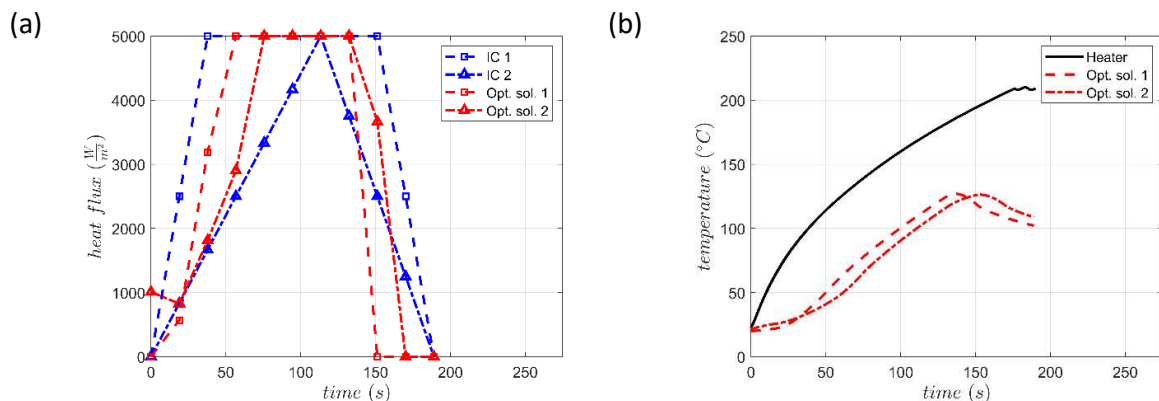 (a)
5000
4000
3000
2000
1000
0
heat flux (W/m²)
0 50 100 150 200 250
time (s)
IC 1
IC 2
Opt. sol. 1
Opt. sol. 2
(b)
250
200
150
100
50
0
temperature (°C)
0 50 100 150 200 250
time (s)
Heater
Opt. sol. 1
Opt. sol. 2